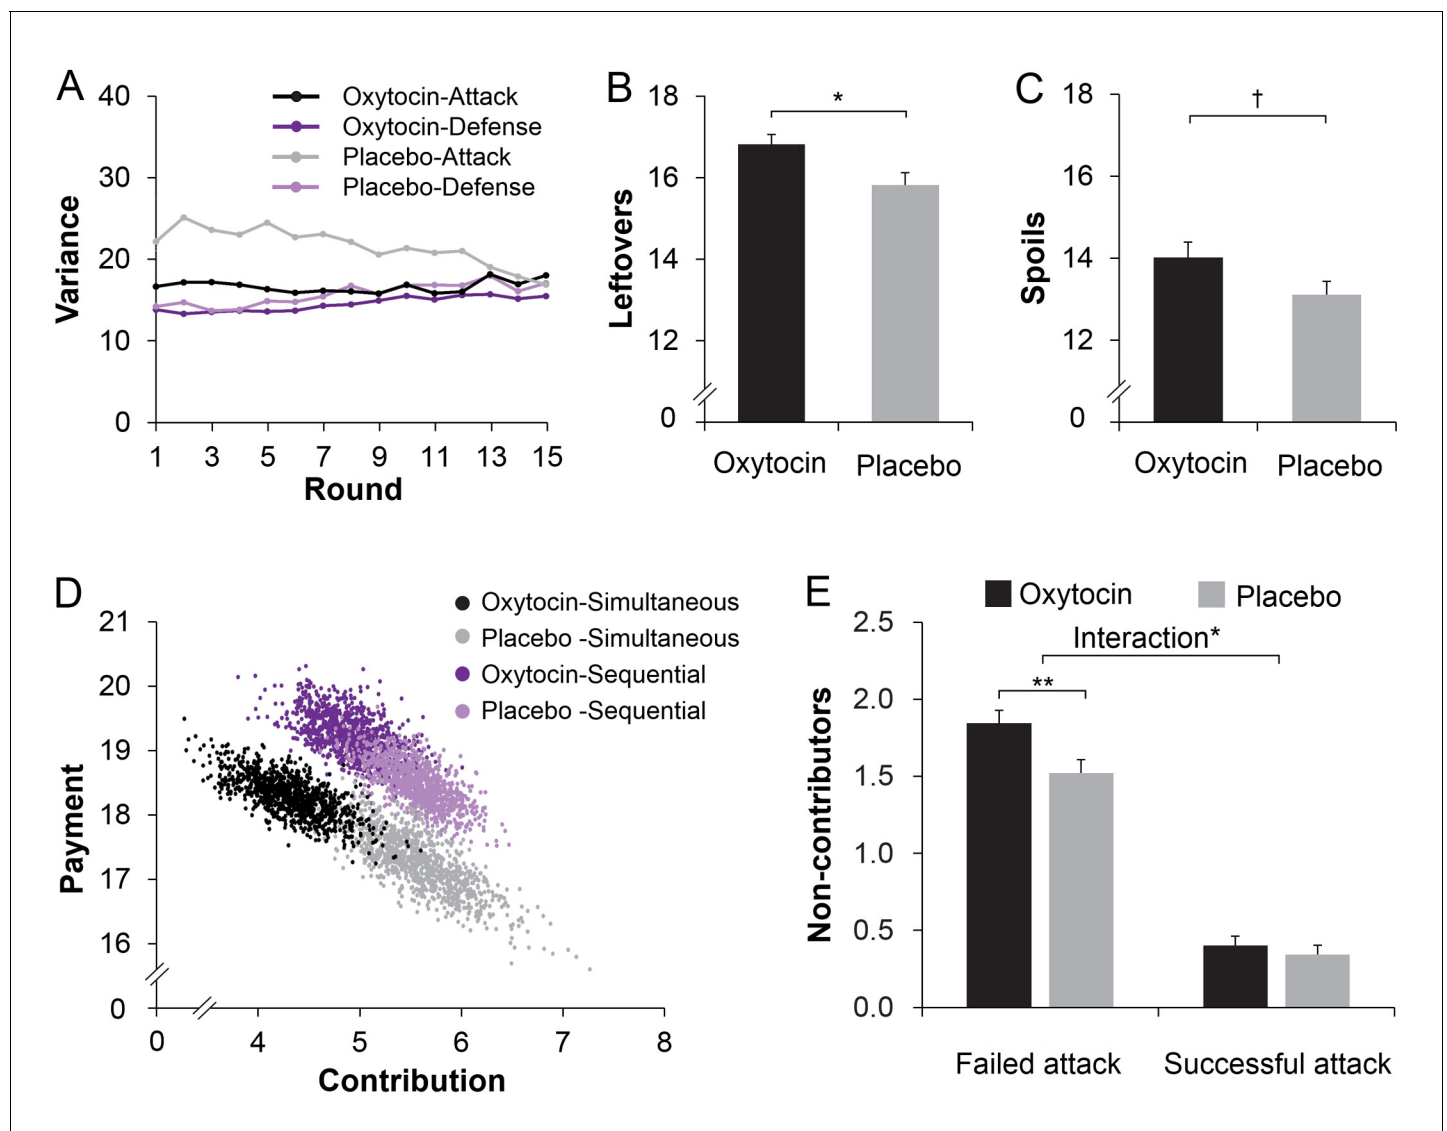 A
40
30
20
10
0
Variance
Oxytocin-Attack
Oxytocin-Defense
Placebo-Attack
Placebo-Defense
1 3 5 7 9 11 13 15
Round
B
18
16
14
12
0
Leftovers
*
Oxytocin Placebo
C
18
16
14
12
0
Spoils
†
Oxytocin Placebo
D
21
20
19
18
17
16
0
Payment
Oxytocin-Simultaneous
Placebo -Simultaneous
Oxytocin-Sequential
Placebo -Sequential
0 4 5 6 7 8
Contribution
E
Oxytocin Placebo
2.5
2.0
1.5
1.0
0.5
0.0
Non-contributors
Interaction*
**
Failed attack Successful attack